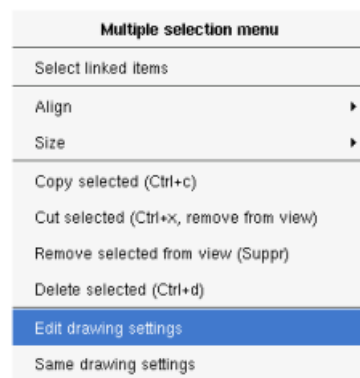 Multiple selection menu
Select linked items
Align
Size
Copy selected (Ctrl+c)
Cut selected (Ctrl+x, remove from view)
Remove selected from view (Suppr)
Delete selected (Ctrl+d)
Edit drawing settings
Same drawing settings